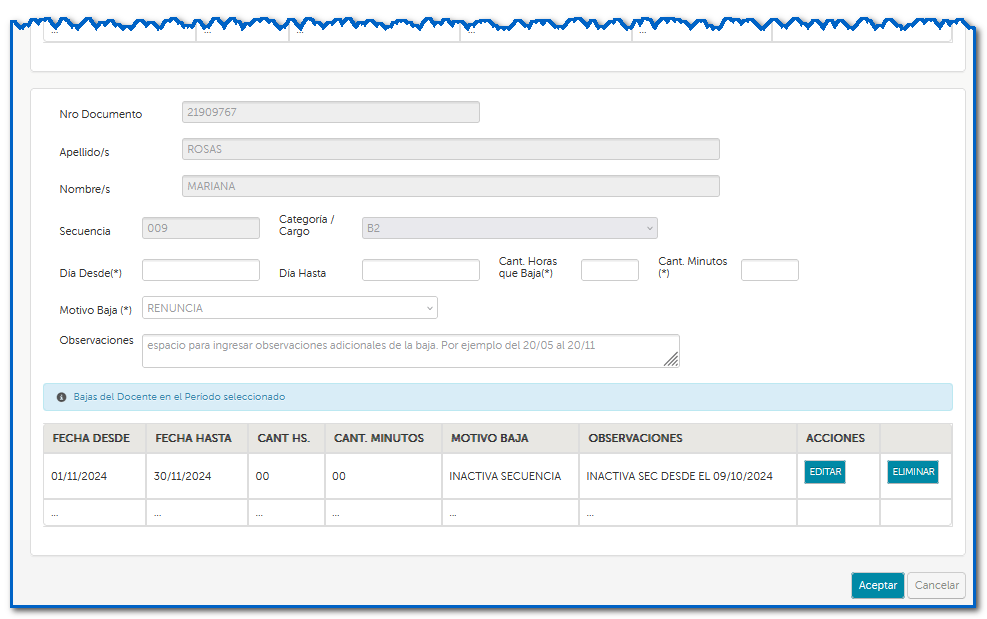 ... ... ... ... ...
Nro Documento 21909767
Apellido/s ROSAS
Nombre/s MARIANA
Secuencia 009 Categoría / Cargo B2
Día Desde(*) Día Hasta Cant. Horas que Baja(*) Cant. Minutos (*)
Motivo Baja (*) RENUNCIA
Observaciones espacio para ingresar observaciones adicionales de la baja. Por ejemplo del 20/05 al 20/11
Bajas del Docente en el Período seleccionado
FECHA DESDE FECHA HASTA CANT HS. CANT. MINUTOS MOTIVO BAJA OBSERVACIONES ACCIONES
01/11/2024 30/11/2024 00 00 INACTIVA SECUENCIA INACTIVA SEC DESDE EL 09/10/2024 EDITAR ELIMINAR
... ... ... ... ... ...
Aceptar Cancelar